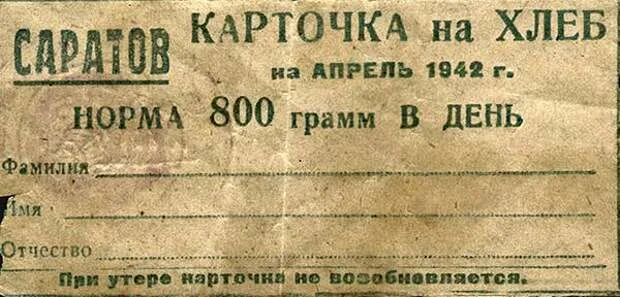 САРАТОВ
КАРТОЧКА на ХЛЕБ
на АПРЕЛЬ 1942 г.
НОРМА 800 грамм В ДЕНЬ
Фамилия
Имя
Отчество
При утере карточка не возобновляется.